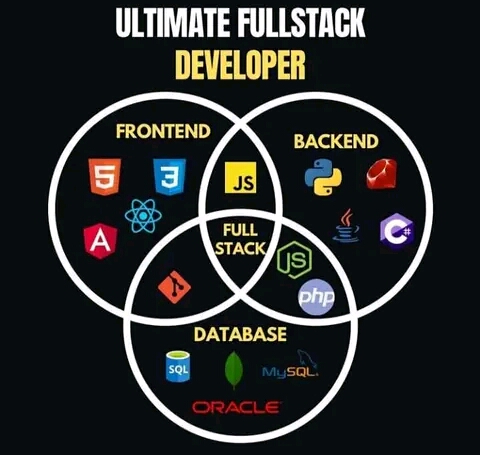 ULTIMATE FULLSTACK
DEVELOPER
FRONTEND
BACKEND
5
3
JS
A
C#
FULL
STACK
JS
php
DATABASE
SQL
MySQL
ORACLE